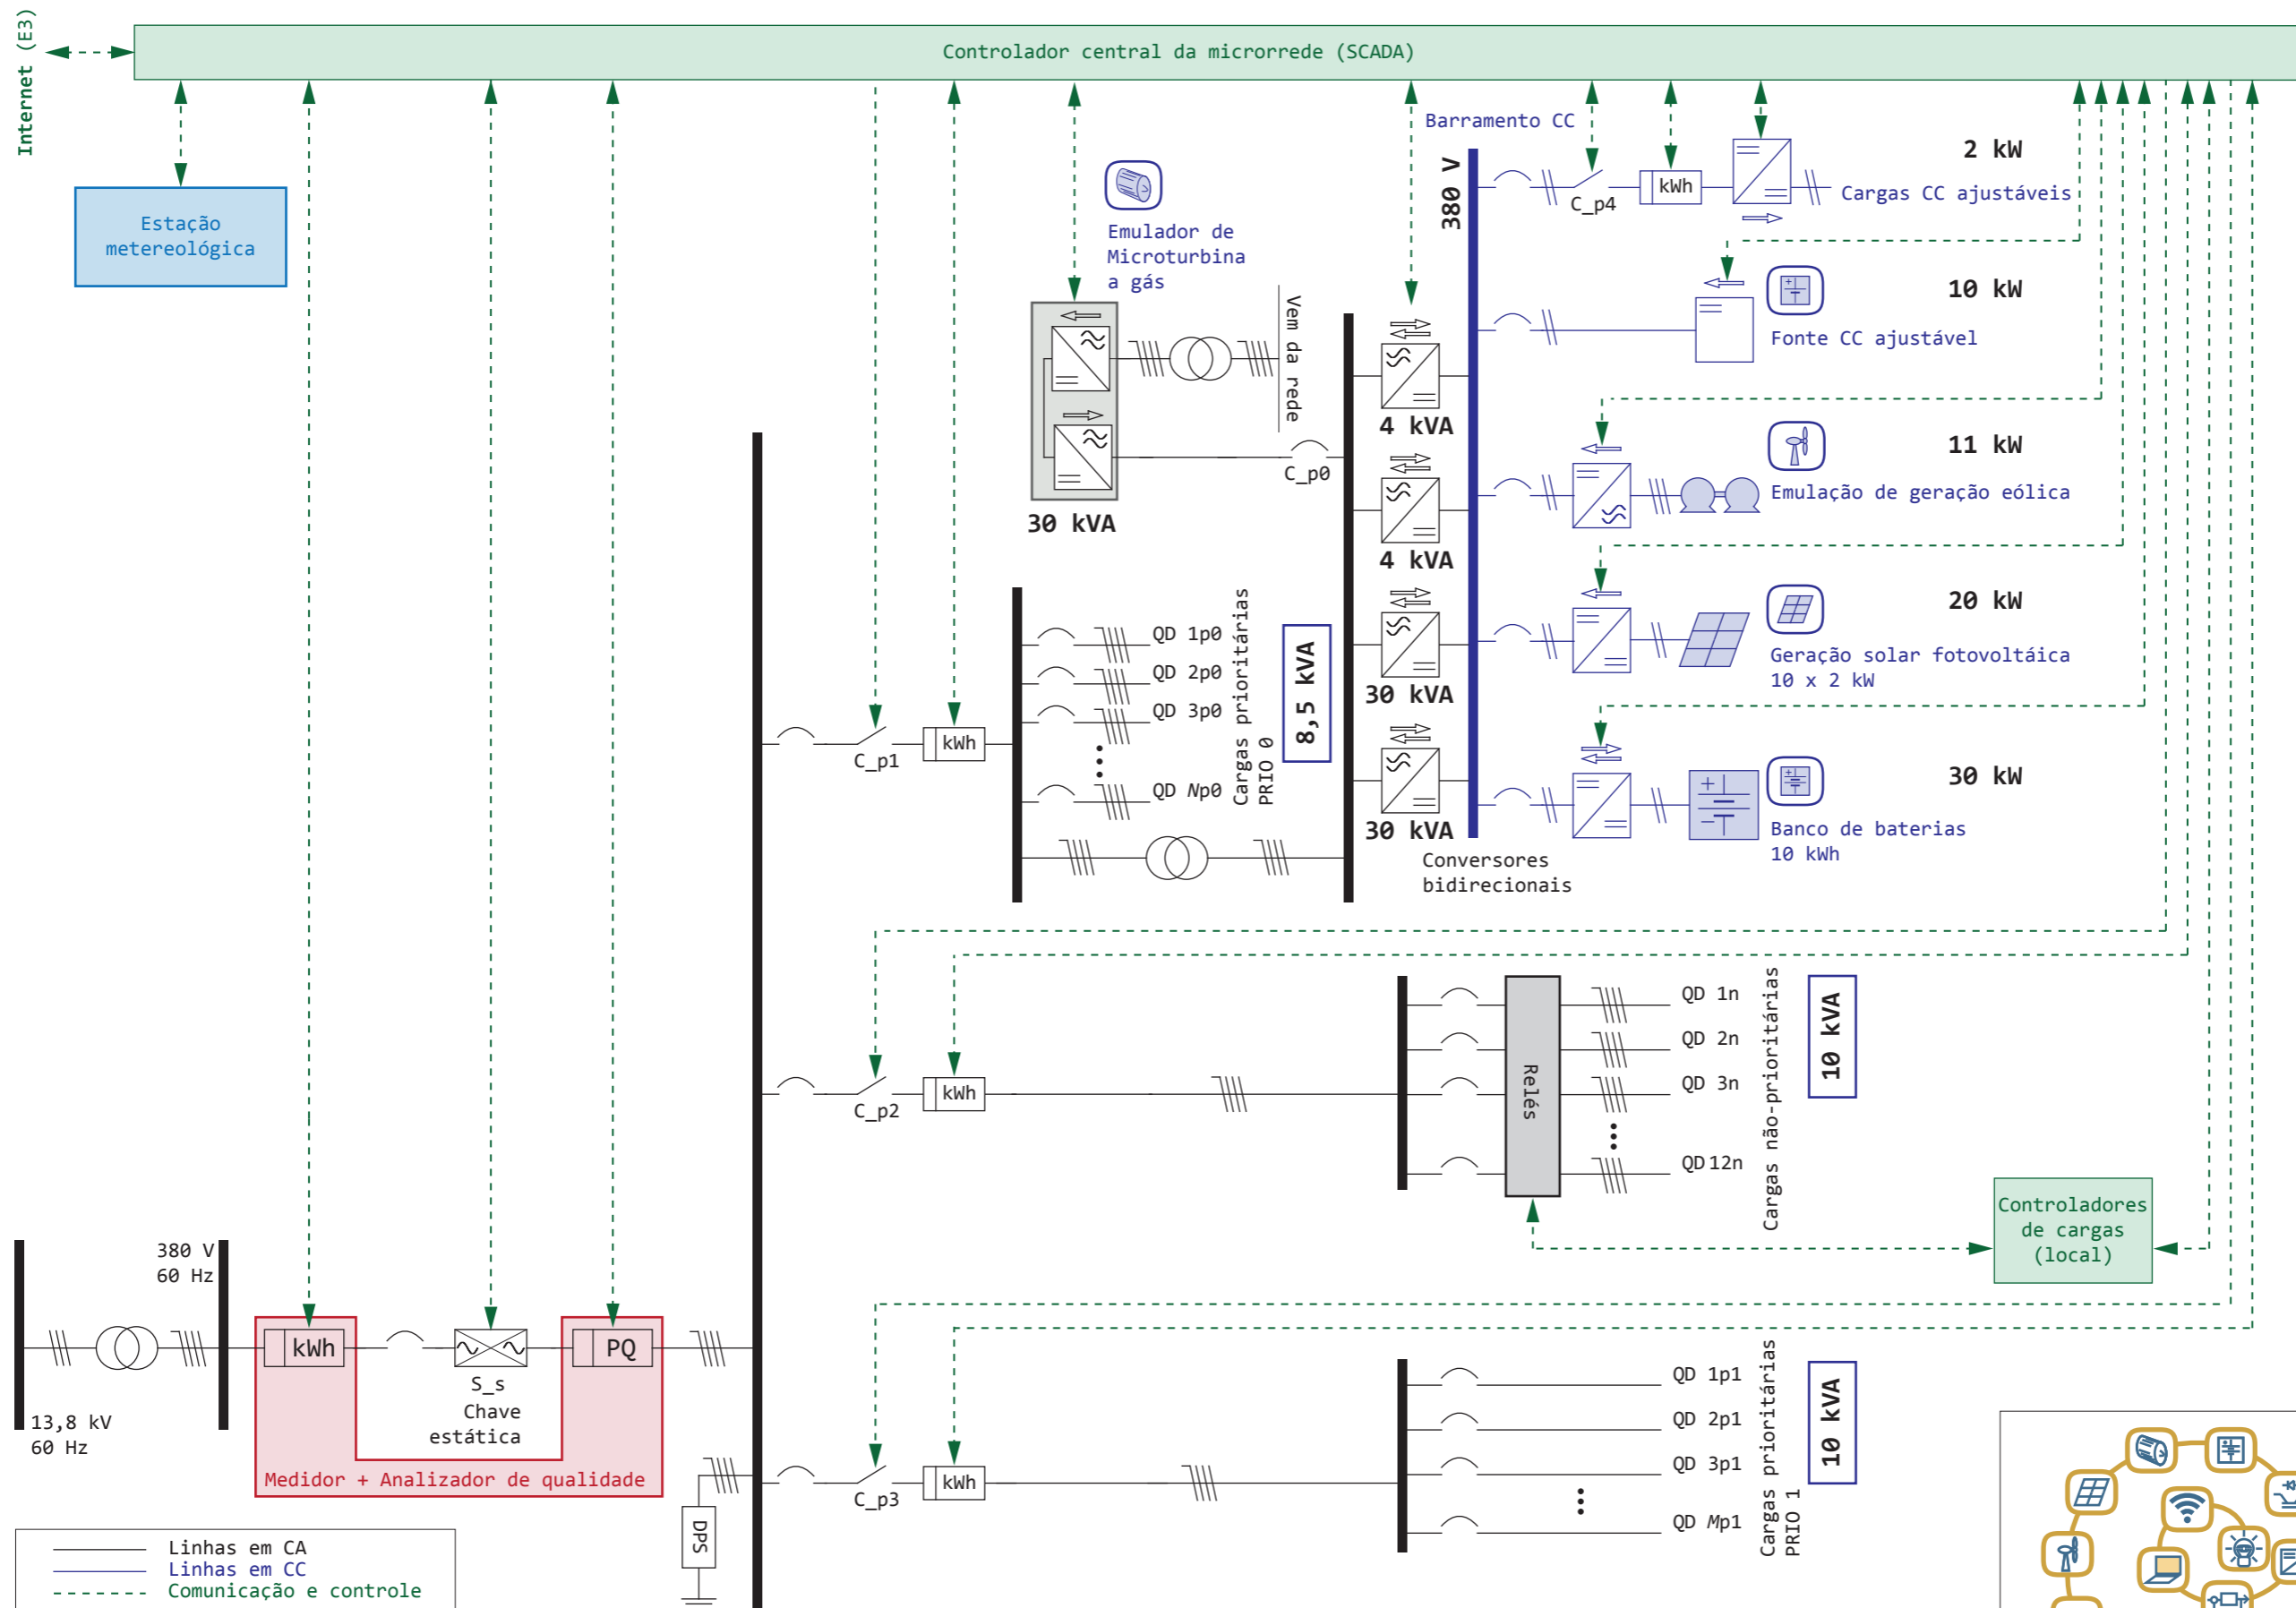 Internet (E3)
Controlador central da microrrede (SCADA)
Estação
metereológica
Emulador de
Microturbina
a gás
30 kVA
Vem da rede
C_p0
Barramento CC
380 V
4 kVA
4 kVA
30 kVA
30 kVA
Conversores
bidirecionais
C_p4
kWh
2 kW
Cargas CC ajustáveis
10 kW
Fonte CC ajustável
11 kW
Emulação de geração eólica
20 kW
Geração solar fotovoltáica
10 x 2 kW
30 kW
Banco de baterias
10 kWh
C_p1
kWh
QD 1p0
QD 2p0
QD 3p0
QD Np0
Cargas prioritárias
PRIO 0
8,5 kVA
C_p2
kWh
Relés
QD 1n
QD 2n
QD 3n
QD 12n
Cargas não-prioritárias
10 kVA
Controladores
de cargas
(local)
13,8 kV
60 Hz
380 V
60 Hz
kWh
S_s
Chave
estática
PQ
Medidor + Analizador de qualidade
DPS
C_p3
kWh
QD 1p1
QD 2p1
QD 3p1
QD Mp1
Cargas prioritárias
PRIO 1
10 kVA
Linhas em CA
Linhas em CC
Comunicação e controle